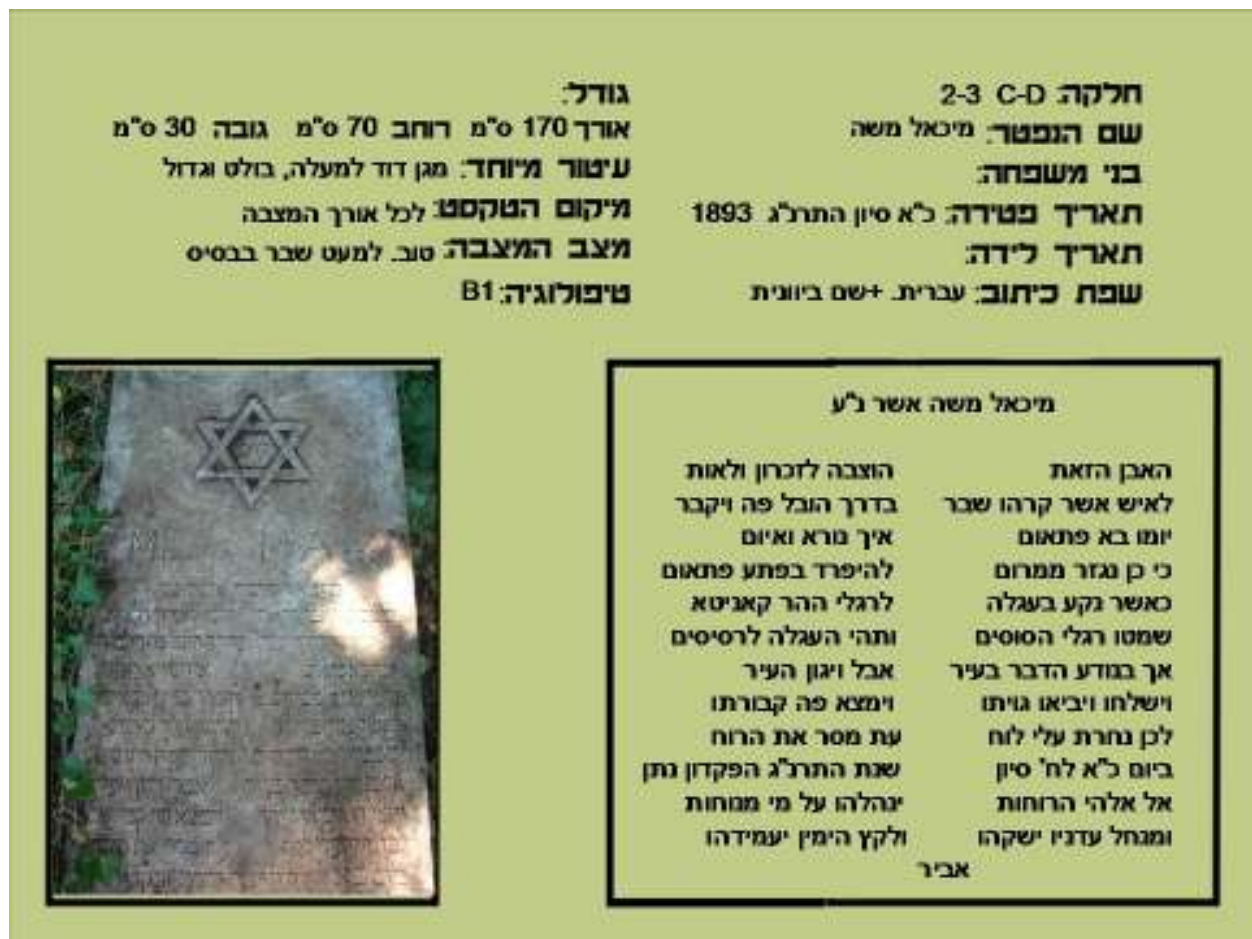 חלקה: 2-3 C-D
שם הנפטר: מיכאל משה
בני משפחה:
תאריך פטירה: כ"א סיון התרנ"ג 1893
תאריך לידה:
שפת כיתוב: עברית. +שם ביוונית
גודל:
אורך 170 ס"מ רוחב 70 ס"מ גובה 30 ס"מ
עיטור מיוחד: מגן דוד למעלה, בולט וגדול
מיקום הטקסט: לכל אורך המצבה
מצב המצבה: טוב. למעט שבר בבסיס
טיפולוגיה: B1
מיכאל משה אשר נ"ע
האבן הזאת הוצבה לזכרון ולאות
לאיש אשר קרהו שבר בדרך הובל פה ויקבר
יומו בא פתאום איך נורא ואיום
כי כן נגזר ממרום להיפרד בפתע פתאום
כאשר נקע בעגלה לרגלי ההר קאניטא
שמטו רגלי הסוסים ותהי העגלה לרסיסים
אך בנודע הדבר בעיר אבל ויגון העיר
וישלחו ויביאו גויתו וימצא פה קבורתו
לכן נחרת עלי לוח עת מסר את הרוח
ביום כ"א לח' סיון שנת התרנ"ג הפקדון נתן
אל אלהי הרוחות ינהלהו על מי מנוחות
ומנחל עדניו ישקהו ולקץ הימין יעמידהו
אביר